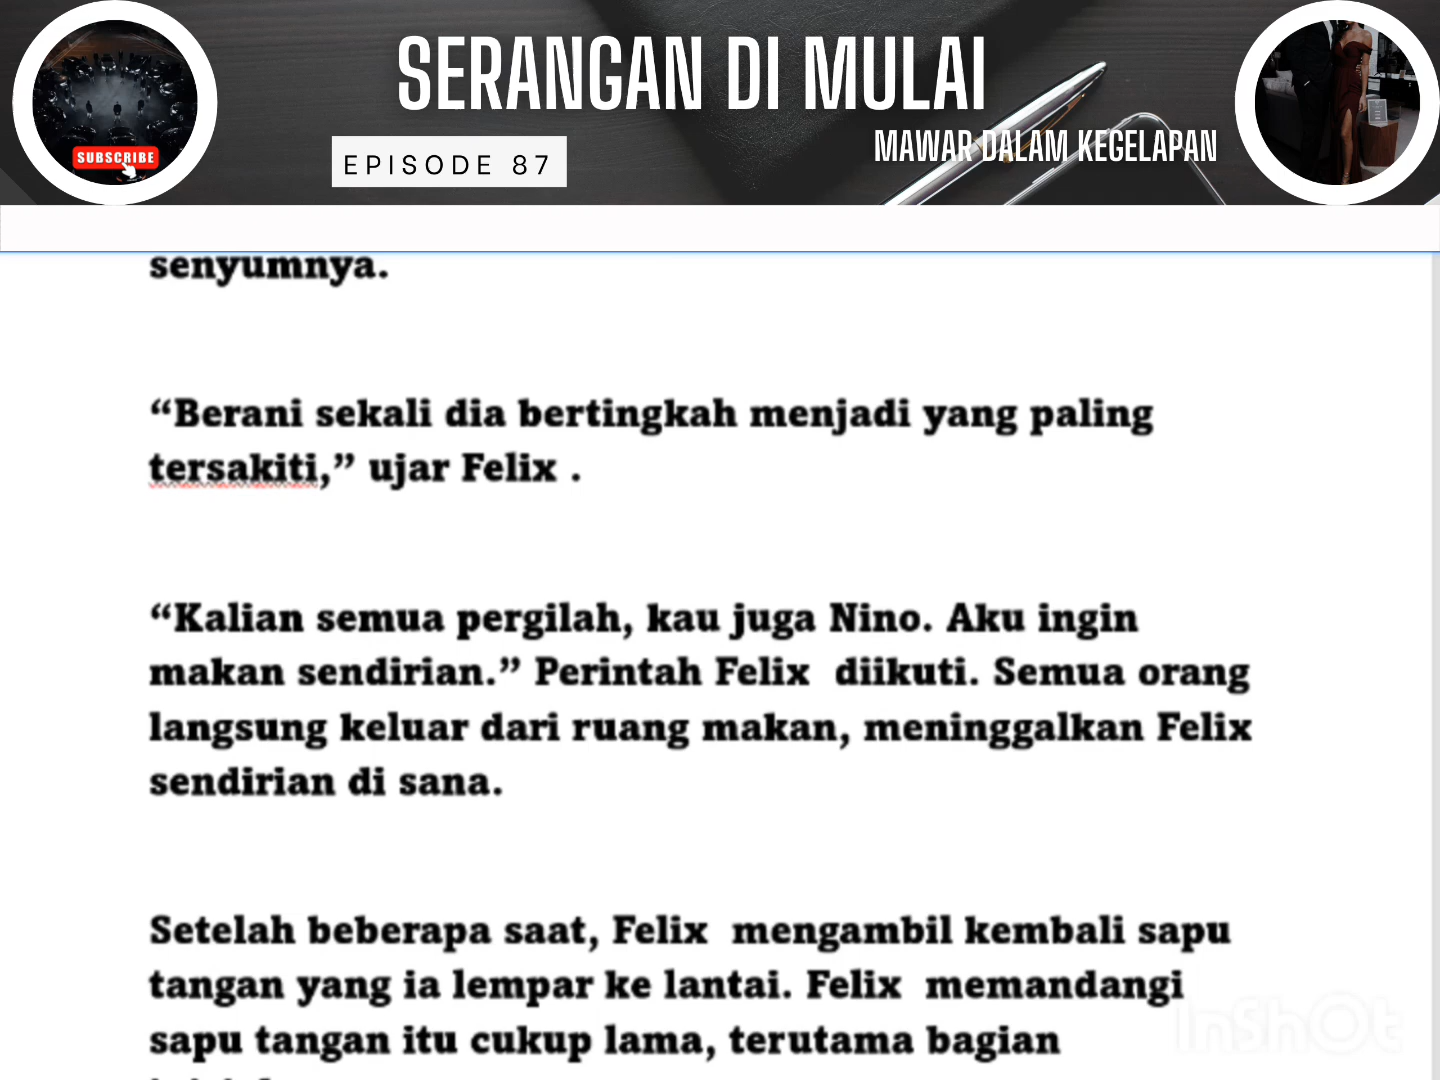 SERANGAN DI MULAI
MAWAR DALAM KEGELAPAN
EPISODE 87
SUBSCRIBE
senyumnya.
“Berani sekali dia bertingkah menjadi yang paling
tersakiti,” ujar Felix .
“Kalian semua pergilah, kau juga Nino. Aku ingin
makan sendirian.” Perintah Felix  diikuti. Semua orang
langsung keluar dari ruang makan, meninggalkan Felix
sendirian di sana.
Setelah beberapa saat, Felix  mengambil kembali sapu
tangan yang ia lempar ke lantai. Felix  memandangi
sapu tangan itu cukup lama, terutama bagian
InShOt